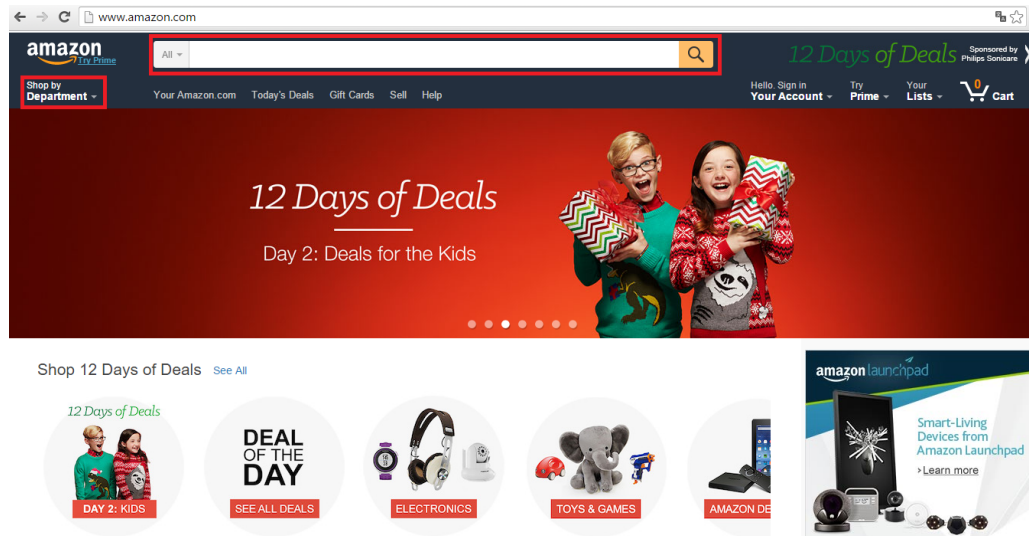 www.amazon.com
amazon
Try Prime
All
12 Days of Deals
Sponsored by
Philips Sonicare
Shop by
Department
Your Amazon.com
Today's Deals
Gift Cards
Sell
Help
Hello. Sign in
Your Account
Try
Prime
Your
Lists
0
Cart
12 Days of Deals
Day 2: Deals for the Kids
Shop 12 Days of Deals See All
12 Days of Deals
DAY 2: KIDS
DEAL
OF THE
DAY
SEE ALL DEALS
ELECTRONICS
TOYS & GAMES
AMAZON DE
amazon launchpad
Smart-Living
Devices from
Amazon Launchpad
›Learn more